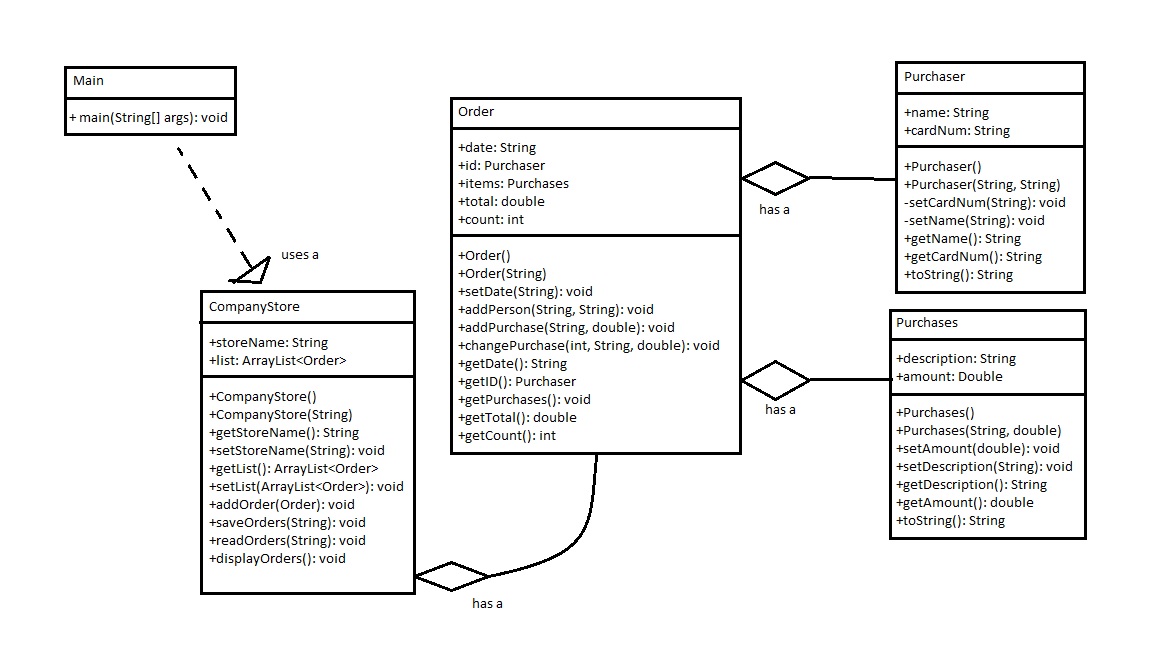 Main
+ main(String[] args): void
uses a
CompanyStore
+storeName: String
+list: ArrayList<Order>
+CompanyStore()
+CompanyStore(String)
+getStoreName(): String
+setStoreName(String): void
+getList(): ArrayList<Order>
+setList(ArrayList<Order>): void
+addOrder(Order): void
+saveOrders(String): void
+readOrders(String): void
+displayOrders(): void
has a
Order
+date: String
+id: Purchaser
+items: Purchases
+total: double
+count: int
+Order()
+Order(String)
+setDate(String): void
+addPerson(String, String): void
+addPurchase(String, double): void
+changePurchase(int, String, double): void
+getDate(): String
+getID(): Purchaser
+getPurchases(): void
+getTotal(): double
+getCount(): int
has a
has a
Purchaser
+name: String
+cardNum: String
+Purchaser()
+Purchaser(String, String)
-setCardNum(String): void
-setName(String): void
+getName(): String
+getCardNum(): String
+toString(): String
Purchases
+description: String
+amount: Double
+Purchases()
+Purchases(String, double)
+setAmount(double): void
+setDescription(String): void
+getDescription(): String
+getAmount(): double
+toString(): String